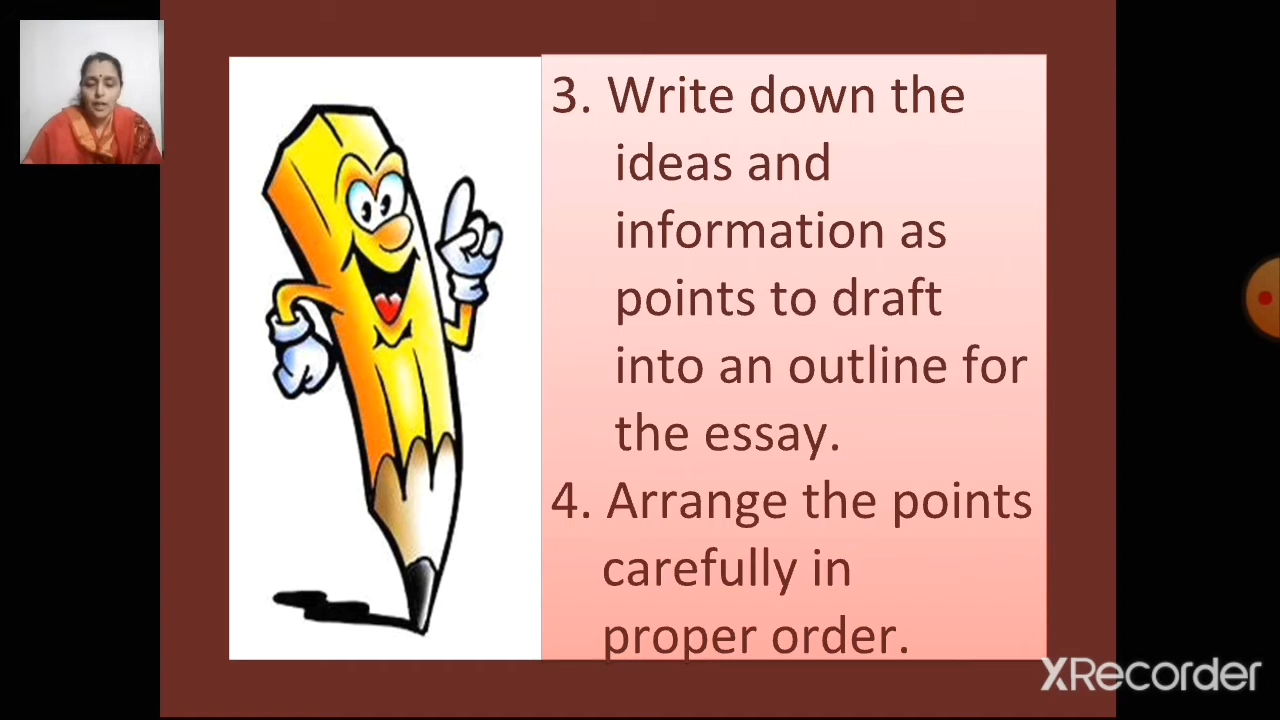 3. Write down the
ideas and
information as
points to draft
into an outline for
the essay.
4. Arrange the points
carefully in
proper order.
XRecorder